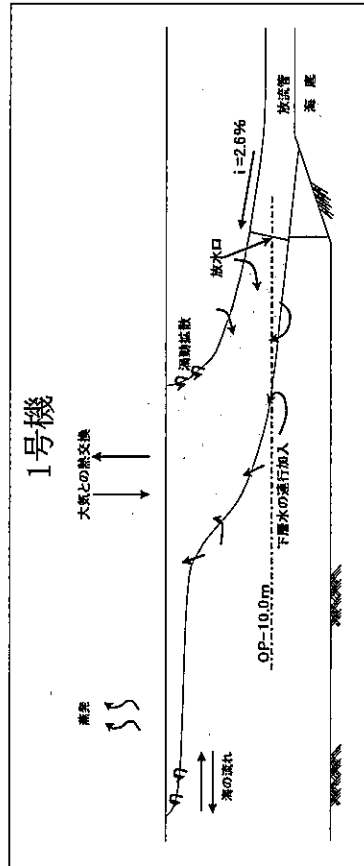 1号機
蒸発
大気との熱交換
渦動拡散
海の流れ
下層水の連行加入
OP-10.0m
放水口
i=2.6%
放流管
海底